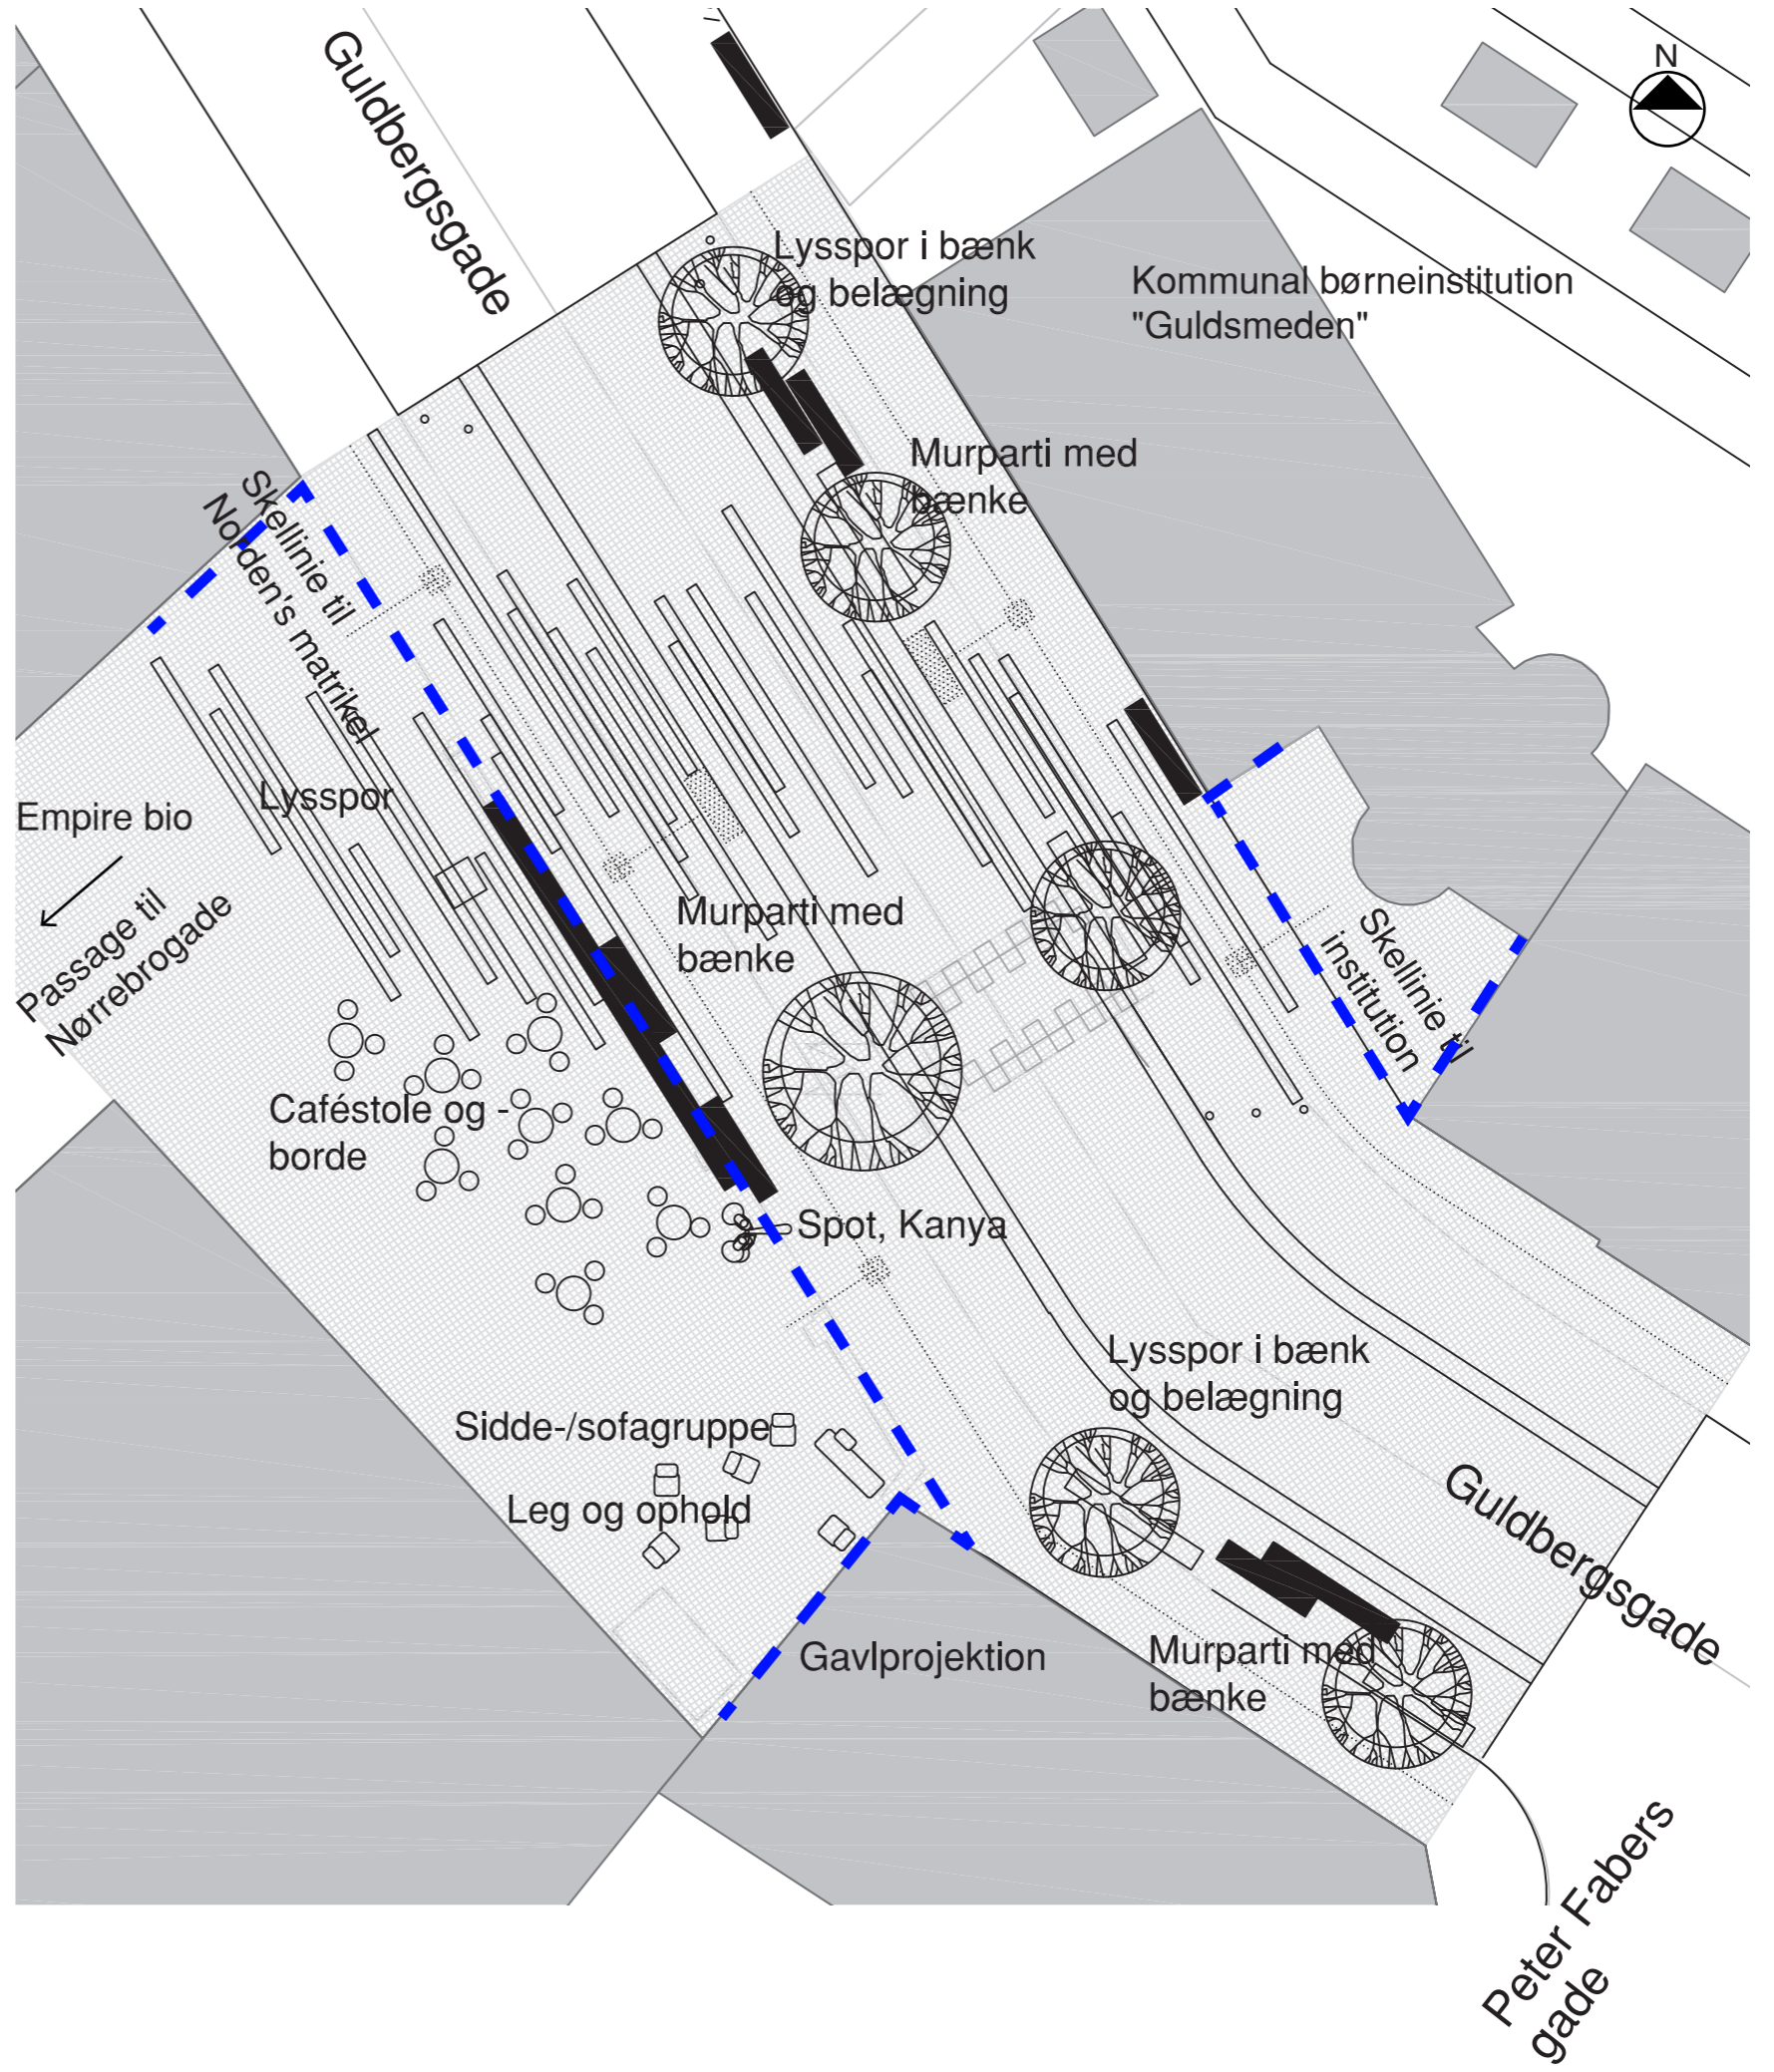 N
Guldbergsgade
Lysspor i bænk
og belægning
Kommunal børneinstitution
"Guldsmeden"
Murparti med
bænke
Skellinie til
Norden's matrikel
Lysspor
Empire bio
Passage til
Nørrebrogade
Murparti med
bænke
Skellinie til
institution
Caféstole og -
borde
Spot, Kanya
Lysspor i bænk
og belægning
Sidde-/sofagruppe
Leg og ophold
Guldbergsgade
Gavlprojektion
Murparti med
bænke
Peter Fabers
gade